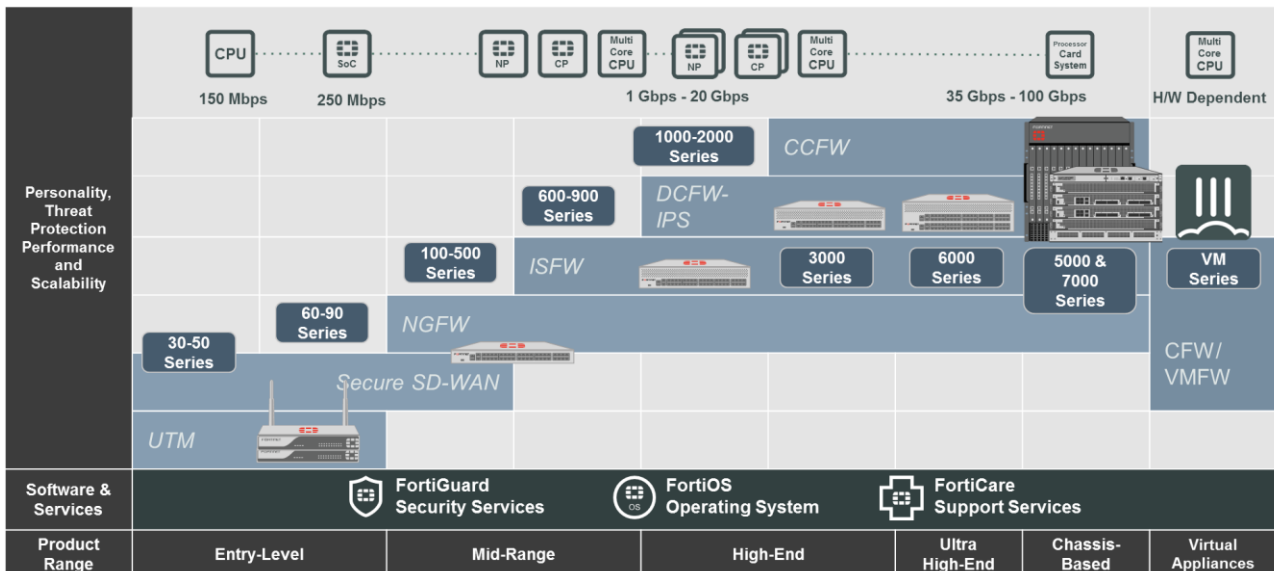 CPU
SoC
NP
CP
Multi
Core
CPU
NP
CP
Multi
Core
CPU
Processor
Card
System
Multi
Core
CPU
150 Mbps
250 Mbps
1 Gbps - 20 Gbps
35 Gbps - 100 Gbps
H/W Dependent
Personality,
Threat
Protection
Performance
and
Scalability
1000-2000
Series
CCFW
600-900
Series
DCFW-
IPS
100-500
Series
ISFW
3000
Series
6000
Series
5000 &
7000
Series
VM
Series
60-90
Series
NGFW
30-50
Series
Secure SD-WAN
CFW/
VMFW
UTM
Software &
Services
FortiGuard
Security Services
OS
FortiOS
Operating System
FortiCare
Support Services
Product
Range
Entry-Level
Mid-Range
High-End
Ultra
High-End
Chassis-
Based
Virtual
Appliances